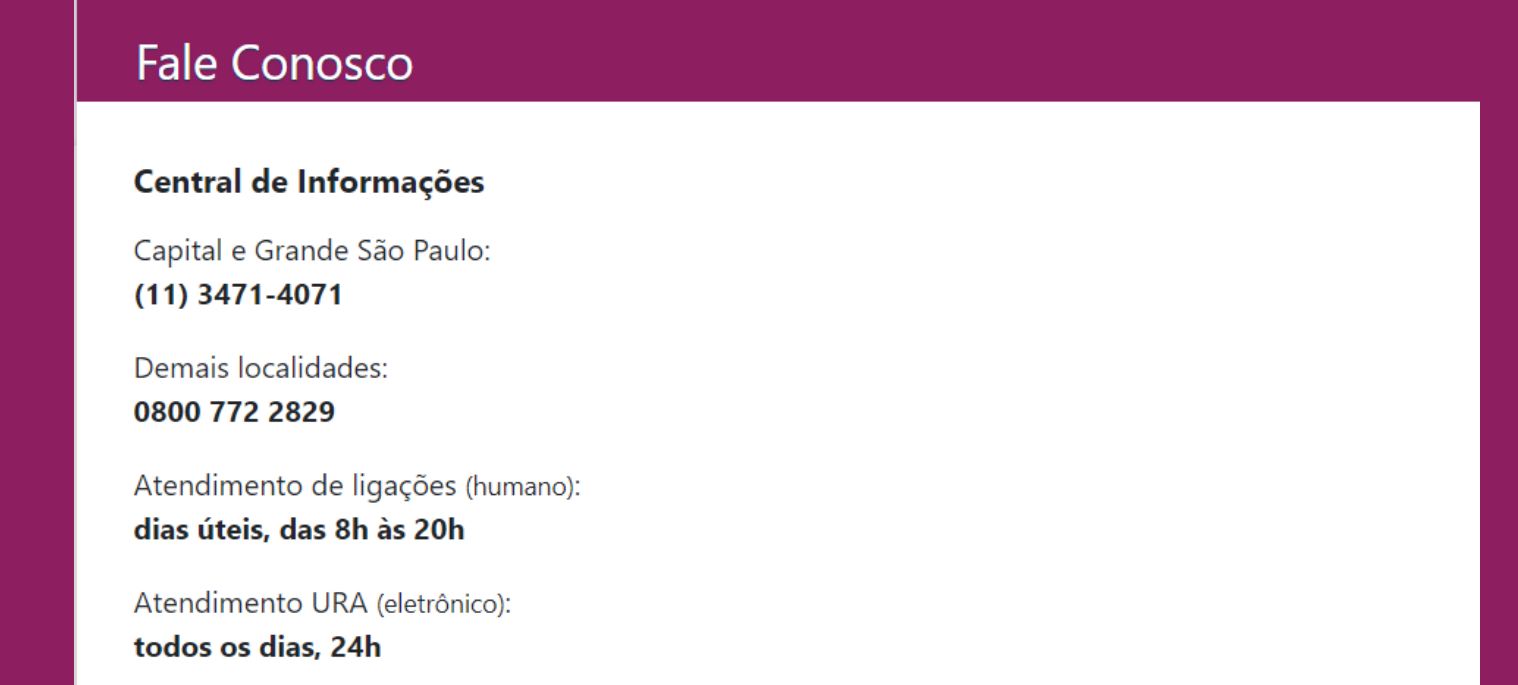 Fale Conosco
Central de Informações
Capital e Grande São Paulo:
(11) 3471-4071
Demais localidades:
0800 772 2829
Atendimento de ligações (humano):
dias úteis, das 8h às 20h
Atendimento URA (eletrônico):
todos os dias, 24h